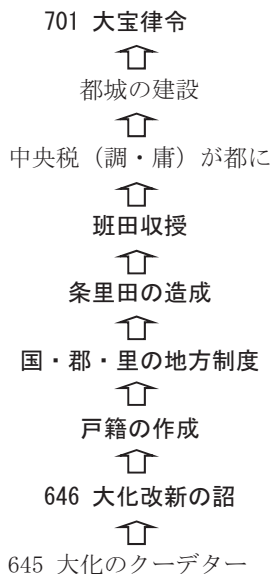 701 大宝律令
都城の建設
中央税（調・庸）が都に
班田収授
条里田の造成
国・郡・里の地方制度
戸籍の作成
646 大化改新の詔
645 大化のクーデター